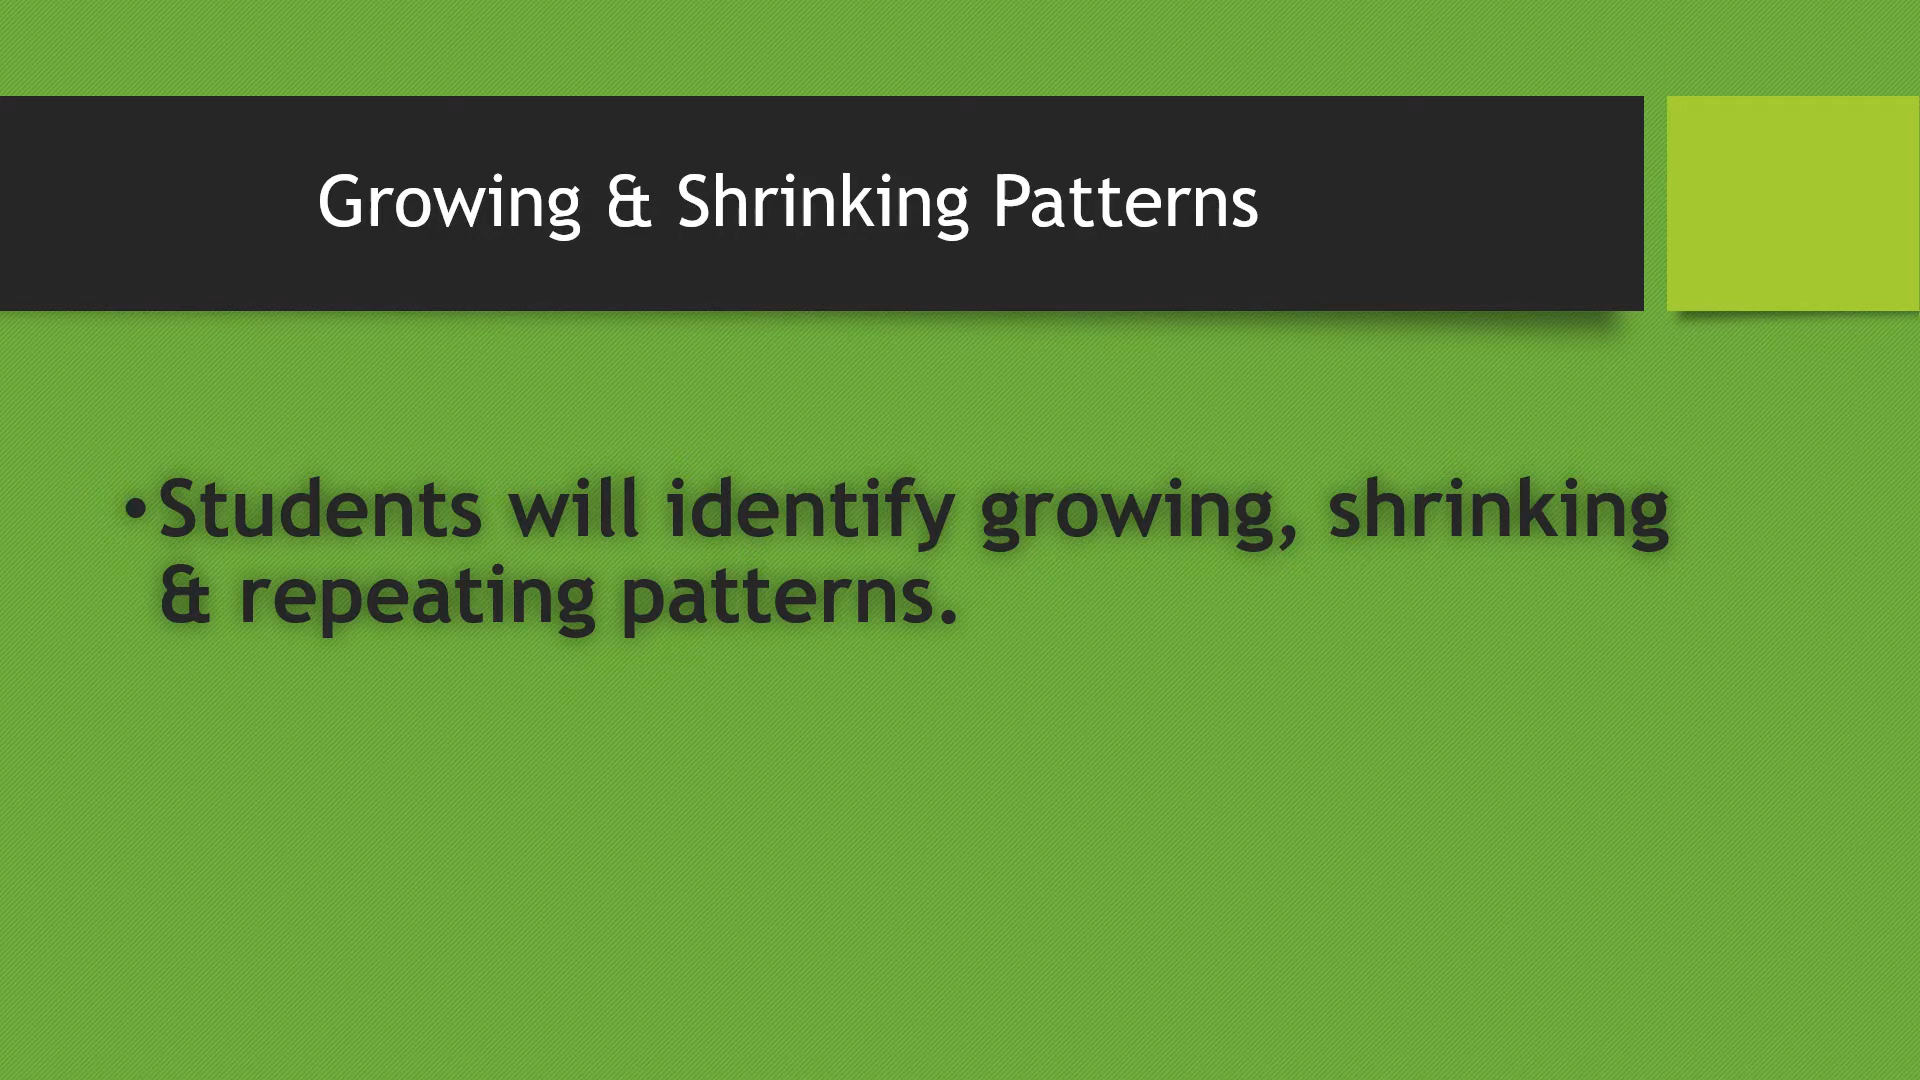 Growing & Shrinking Patterns
•Students will identify growing, shrinking
& repeating patterns.